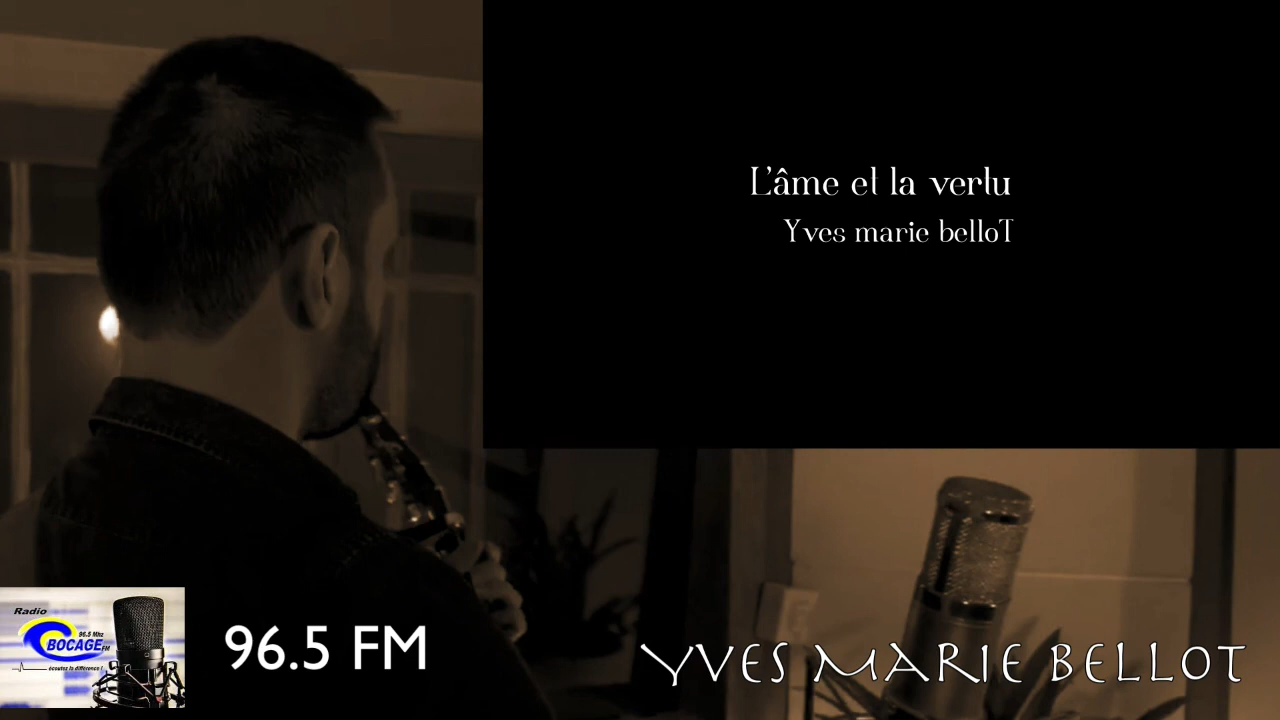 L'âme et la vertu
Yves marie belloT
Radio
96.5 Mhz
BOCAGE FM
écoutez la différence !
96.5 FM
YVES MARIE BELLOT